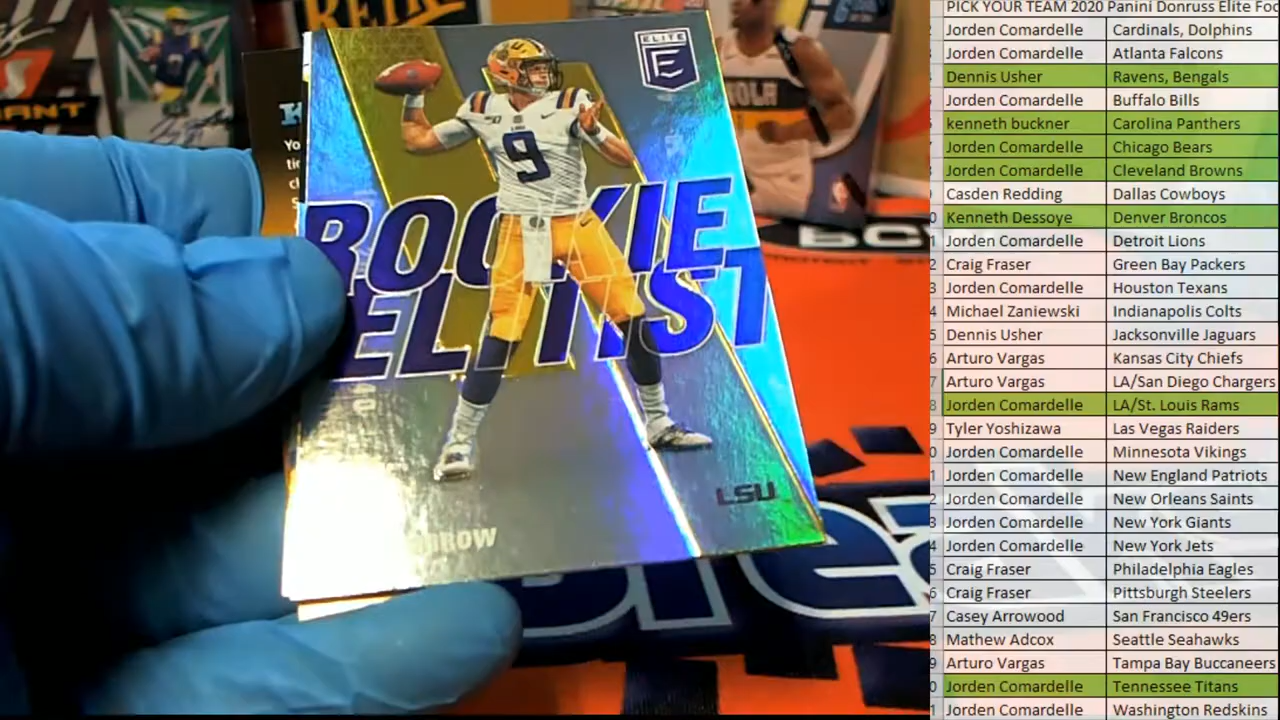 ELITE
E
9
ROOKIE
ELITIST
LSU
NOLA
ANT
Yo
tic
PICK YOUR TEAM 2020 Panini Donruss Elite Foo
Jorden Comardelle Cardinals, Dolphins
Jorden Comardelle Atlanta Falcons
Dennis Usher Ravens, Bengals
Jorden Comardelle Buffalo Bills
kenneth buckner Carolina Panthers
Jorden Comardelle Chicago Bears
Jorden Comardelle Cleveland Browns
Casden Redding Dallas Cowboys
Kenneth Dessoye Denver Broncos
Jorden Comardelle Detroit Lions
Craig Fraser Green Bay Packers
Jorden Comardelle Houston Texans
Michael Zaniewski Indianapolis Colts
Dennis Usher Jacksonville Jaguars
Arturo Vargas Kansas City Chiefs
Arturo Vargas LA/San Diego Chargers
Jorden Comardelle LA/St. Louis Rams
Tyler Yoshizawa Las Vegas Raiders
Jorden Comardelle Minnesota Vikings
Jorden Comardelle New England Patriots
Jorden Comardelle New Orleans Saints
Jorden Comardelle New York Giants
Jorden Comardelle New York Jets
Craig Fraser Philadelphia Eagles
Craig Fraser Pittsburgh Steelers
Casey Arrowood San Francisco 49ers
Mathew Adcox Seattle Seahawks
Arturo Vargas Tampa Bay Buccaneers
Jorden Comardelle Tennessee Titans
Jorden Comardelle Washington Redskins